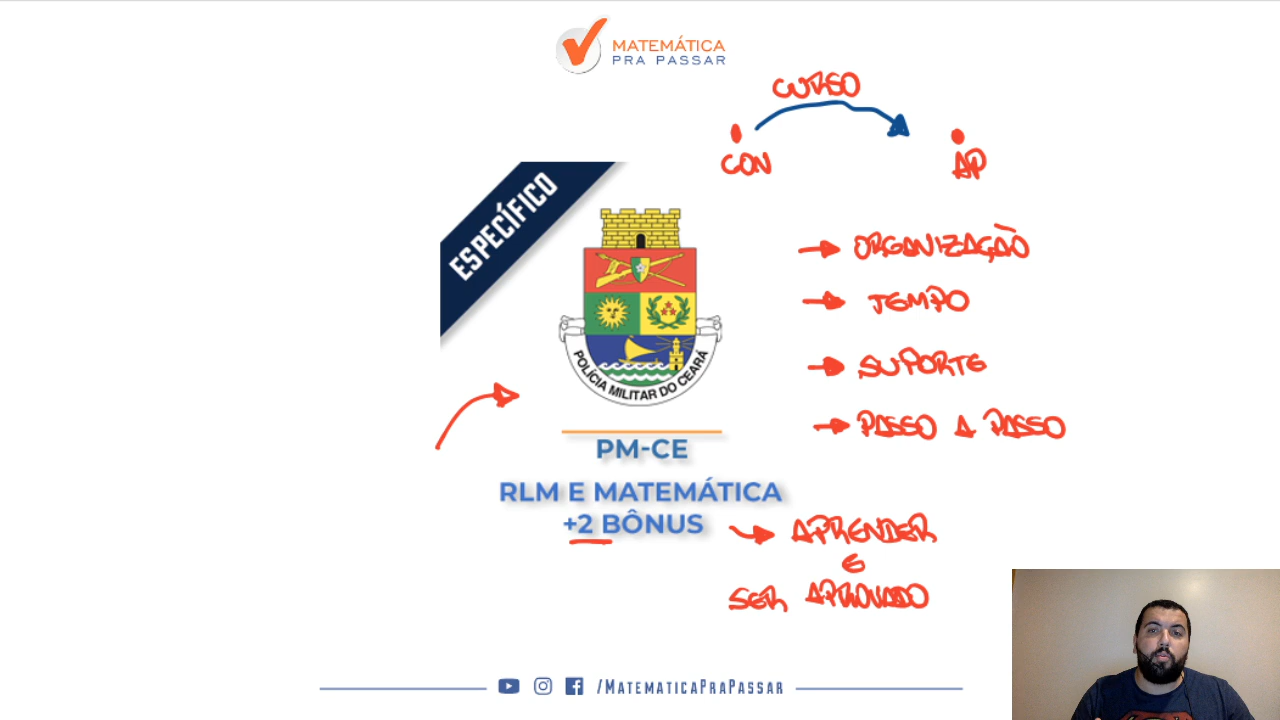 MATEMÁTICA
PRA PASSAR
CURSO
CON
AP
ESPECÍFICO
ORGANIZAÇÃO
TEMPO
SUPORTE
POLÍCIA MILITAR DO CEARÁ
PASSO A PASSO
PM-CE
RLM E MATEMÁTICA
+2 BÔNUS
APRENDER
E
SER APROVADO
/MATEMATICAPRAPASSAR